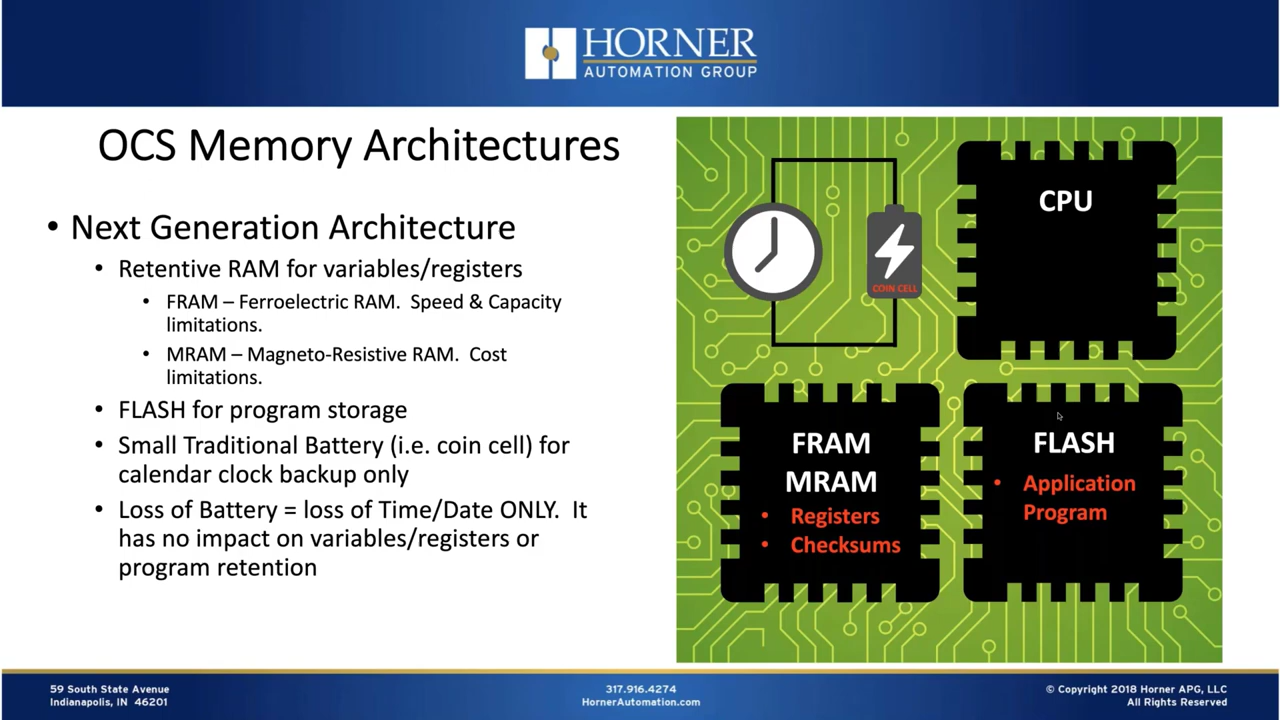 HORNER
AUTOMATION GROUP
OCS Memory Architectures
• Next Generation Architecture
• Retentive RAM for variables/registers
• FRAM – Ferroelectric RAM.  Speed & Capacity
limitations.
• MRAM – Magneto-Resistive RAM.  Cost
limitations.
• FLASH for program storage
• Small Traditional Battery (i.e. coin cell) for
calendar clock backup only
• Loss of Battery = loss of Time/Date ONLY.  It
has no impact on variables/registers or
program retention
COIN CELL
CPU
FRAM
MRAM
• Registers
• Checksums
FLASH
• Application
Program
59 South State Avenue
Indianapolis, IN  46201
317.916.4274
HornerAutomation.com
© Copyright 2018 Horner APG, LLC
All Rights Reserved